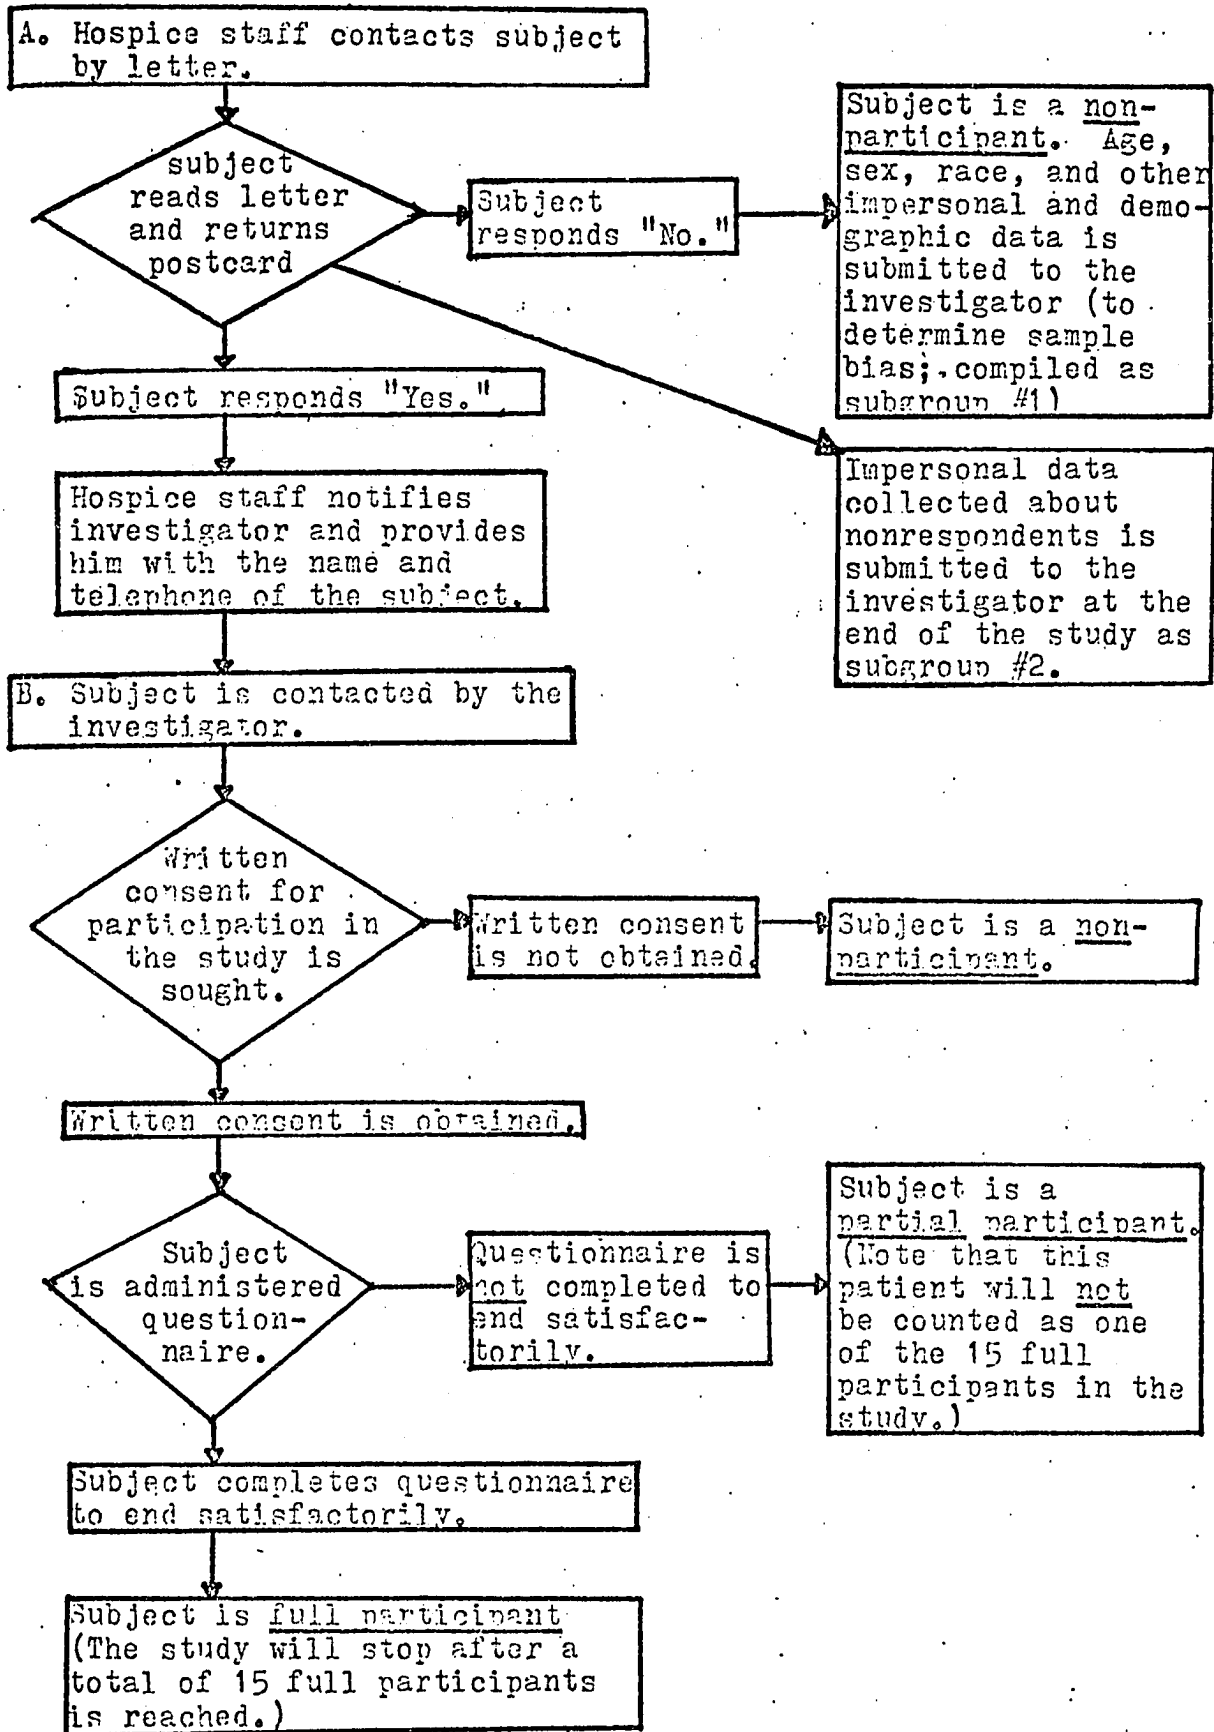 A. Hospice staff contacts subject
by letter.
subject
reads letter
and returns
postcard
Subject
responds "No."
Subject is a non-
participant. Age,
sex, race, and other
impersonal and demo-
graphic data is
submitted to the
investigator (to
determine sample
bias; compiled as
subgroup #1)
Subject responds "Yes."
Impersonal data
collected about
nonrespondents is
submitted to the
investigator at the
end of the study as
subgroup #2.
Hospice staff notifies
investigator and provides
him with the name and
telephone of the subject.
B. Subject is contacted by the
investigator.
Written
consent for
participation in
the study is
sought.
Written consent
is not obtained.
Subject is a non-
participant.
Written consent is obtained.
Subject
is administered
question-
naire.
Questionnaire is
not completed to
end satisfac-
torily.
Subject is a
partial participant.
(Note that this
patient will not
be counted as one
of the 15 full
participants in the
study.)
Subject completes questionnaire
to end satisfactorily.
Subject is full participant
(The study will stop after a
total of 15 full participants
is reached.)